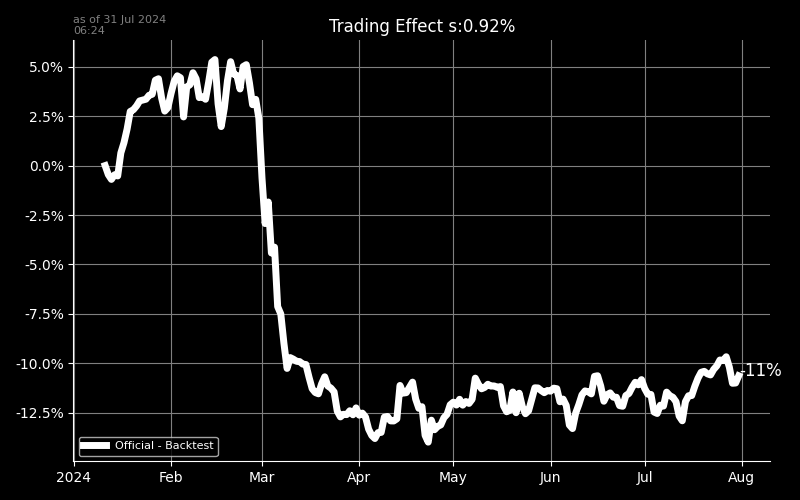 as of 31 Jul 2024
06:24
Trading Effect s:0.92%
5.0%
2.5%
0.0%
-2.5%
-5.0%
-7.5%
-10.0%
-12.5%
-11%
Official - Backtest
2024 Feb Mar Apr May Jun Jul Aug